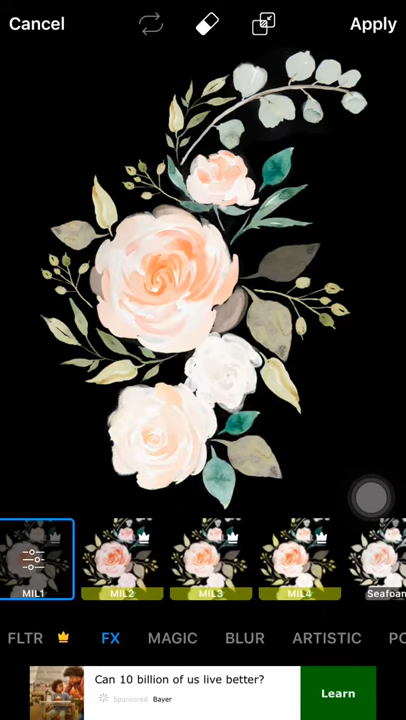 Cancel
Apply
MIL1
MIL2
MIL3
MIL4
Seafoam
FLTR
FX
MAGIC
BLUR
ARTISTIC
PO
Can 10 billion of us live better?
Sponsored Bayer
Learn